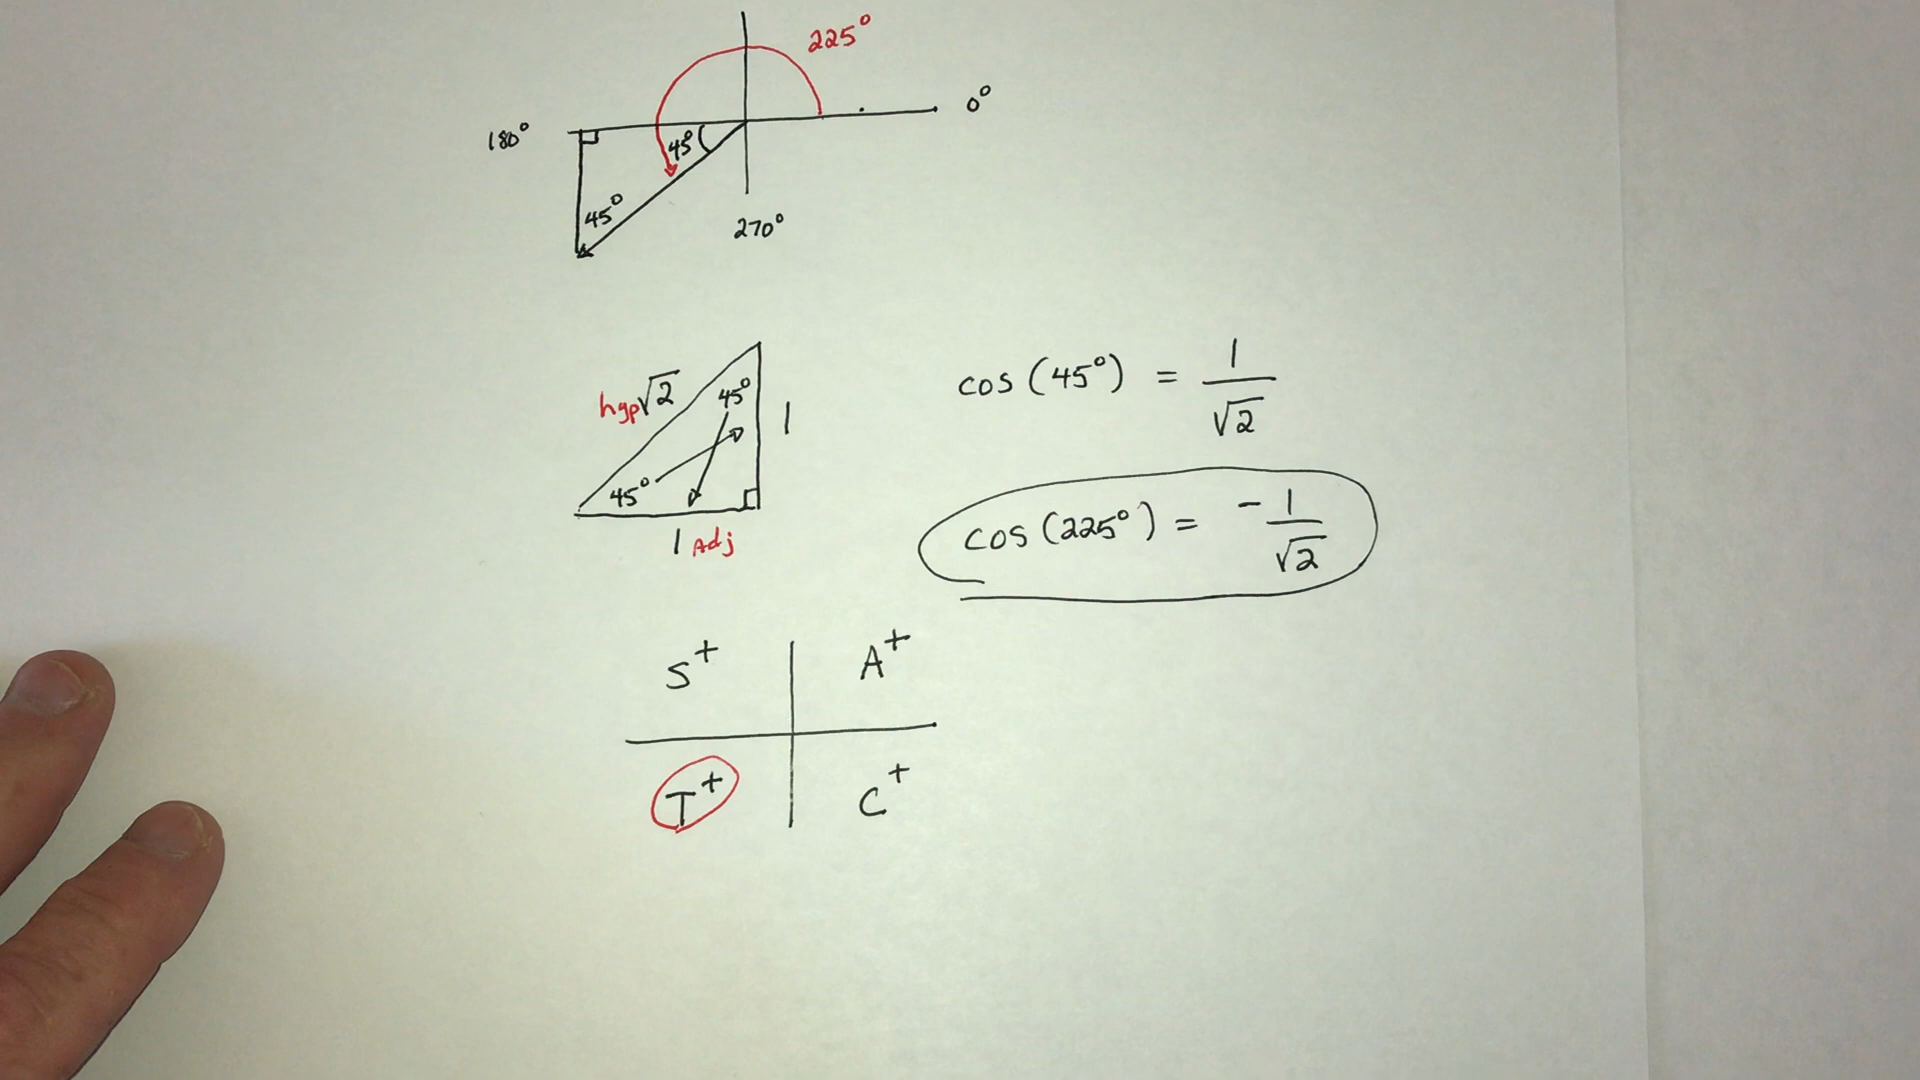 225°
0°
180°
45°
45°
270°
hyp √2
45°
1
45°
1 Adj
cos (45°) = 1/√2
cos (225°) = - 1/√2
S+ A+
T+ C+